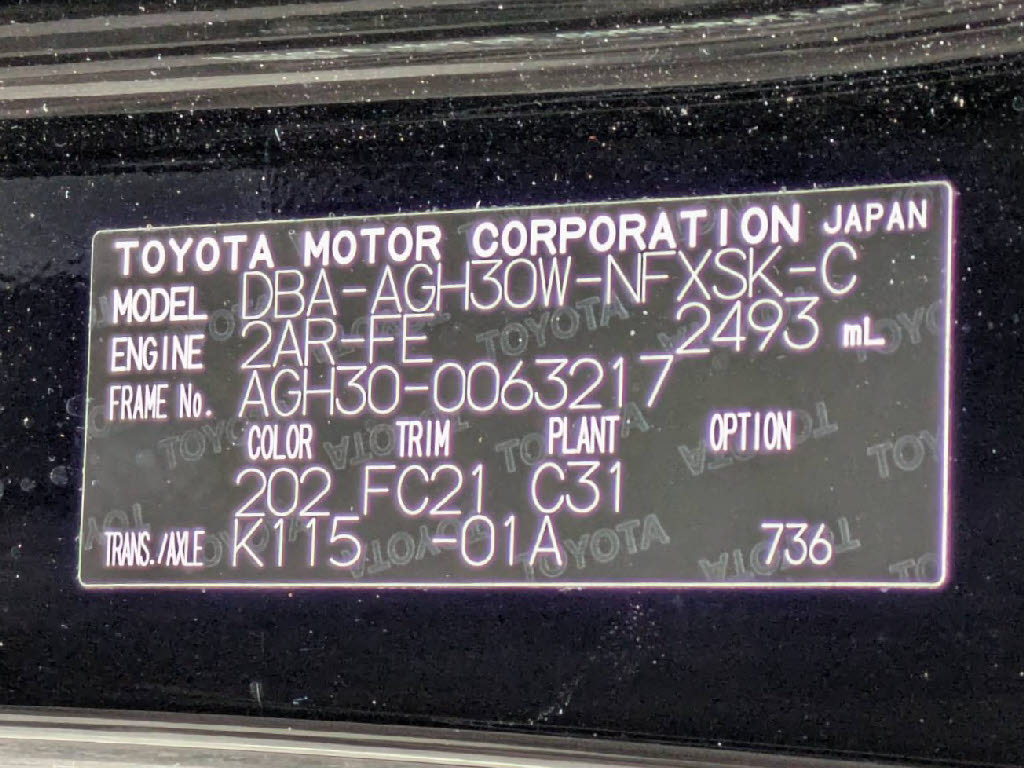 TOYOTA MOTOR CORPORATION JAPAN
MODEL DBA-AGH30W-NFXSK-C
ENGINE 2AR-FE 2493 mL
FRAME No. AGH30-0063217
COLOR TRIM PLANT OPTION
202 FC21 C31
TRANS./AXLE K115 -01A 736